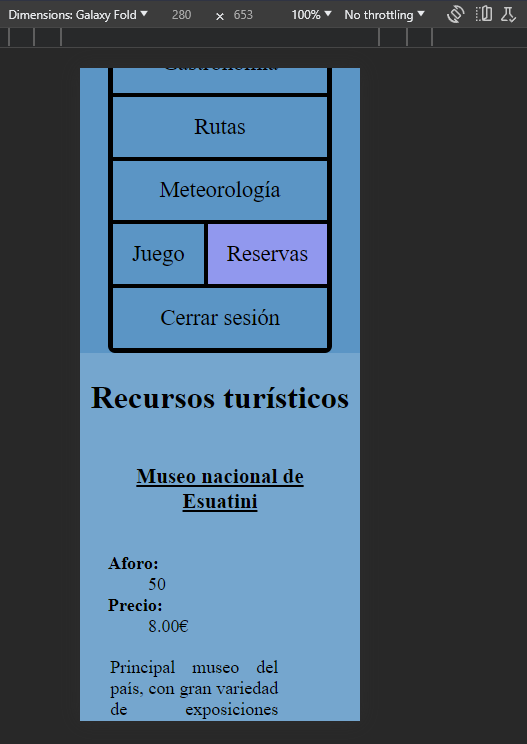 Dimensions: Galaxy Fold 280 x 653 100% No throttling
Gastronomía
Rutas
Meteorología
Juego Reservas
Cerrar sesión
Recursos turísticos
Museo nacional de
Esuatini
Aforo:
50
Precio:
8.00€
Principal museo del
país, con gran variedad
de exposiciones